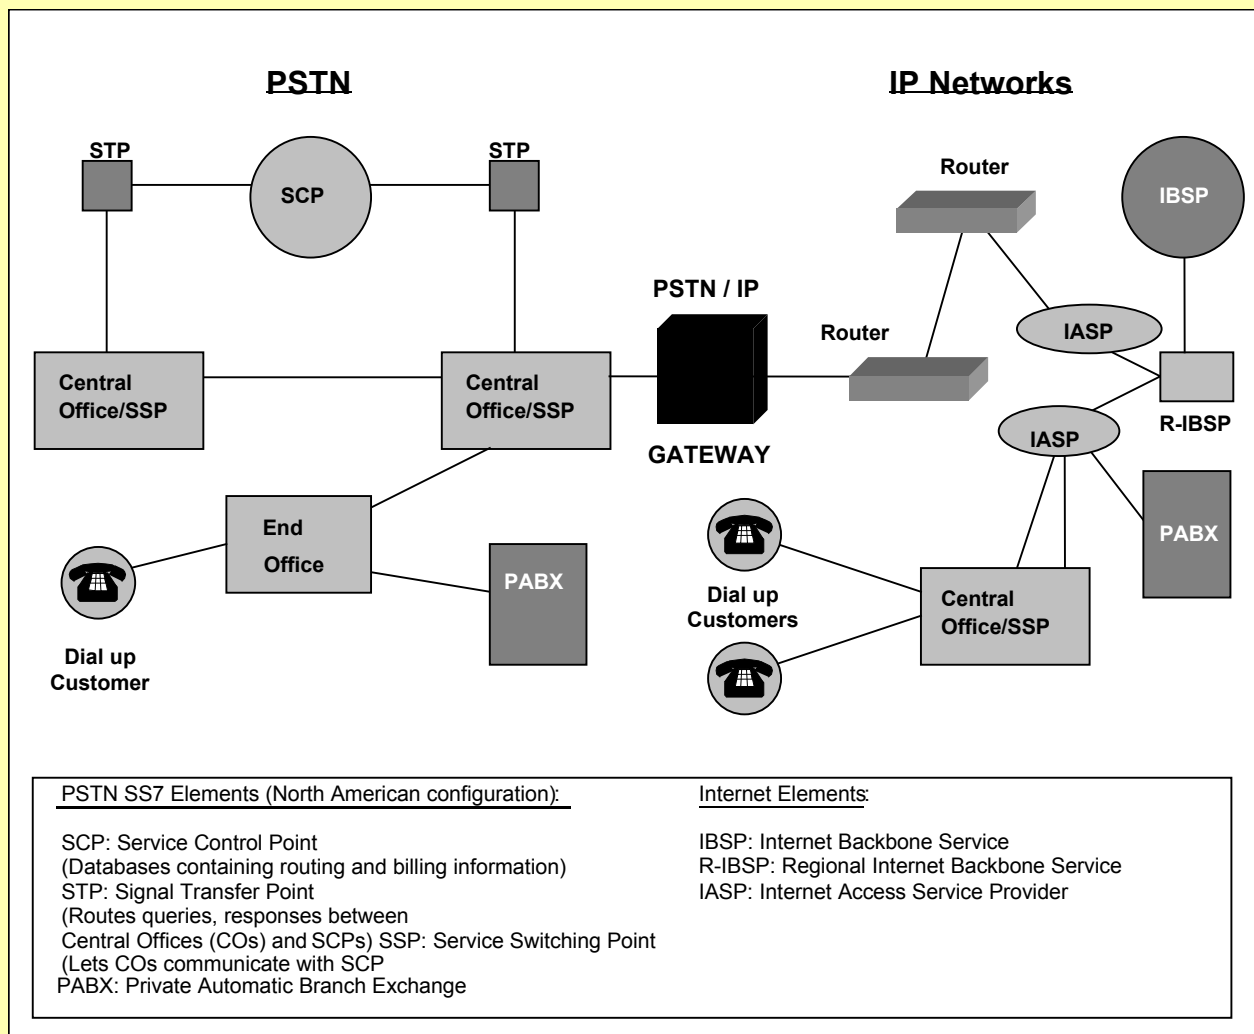 PSTN
IP Networks
STP
STP
SCP
Router
IBSP
PSTN / IP
Router
IASP
Central
Office/SSP
Central
Office/SSP
GATEWAY
IASP
R-IBSP
End
Office
PABX
PABX
Dial up
Customer
Dial up
Customers
Central
Office/SSP
PSTN SS7 Elements (North American configuration):
SCP: Service Control Point
(Databases containing routing and billing information)
STP: Signal Transfer Point
(Routes queries, responses between
Central Offices (COs) and SCPs) SSP: Service Switching Point
(Lets COs communicate with SCP
PABX: Private Automatic Branch Exchange
Internet Elements:
IBSP: Internet Backbone Service
R-IBSP: Regional Internet Backbone Service
IASP: Internet Access Service Provider